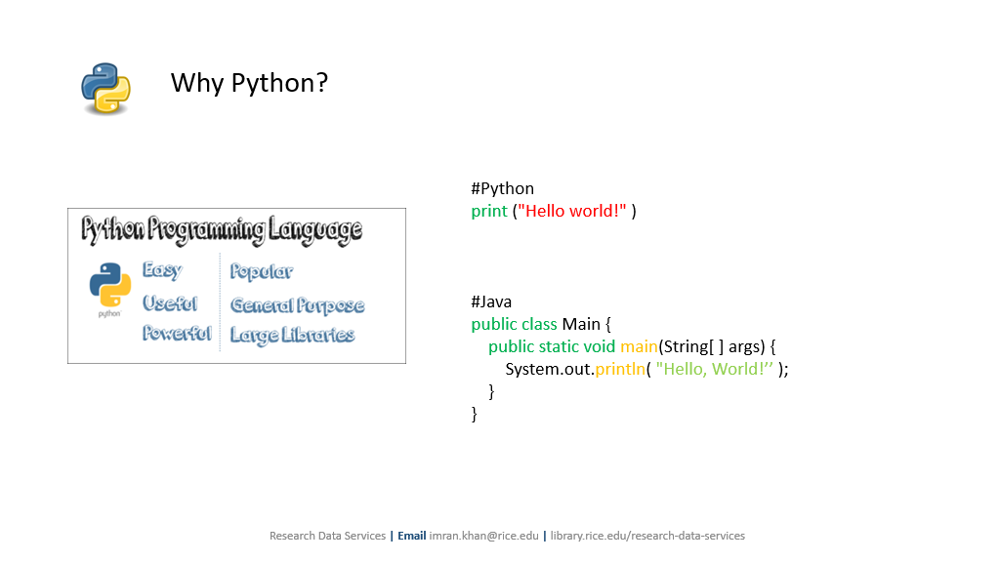 Why Python?
Python Programming Language
Easy
Useful
Powerful
Popular
General Purpose
Large Libraries
python
#Python
print ("Hello world!" )
#Java
public class Main {
public static void main(String[ ] args) {
System.out.println( "Hello, World!’’ );
}
}
Research Data Services | Email imran.khan@rice.edu | library.rice.edu/research-data-services